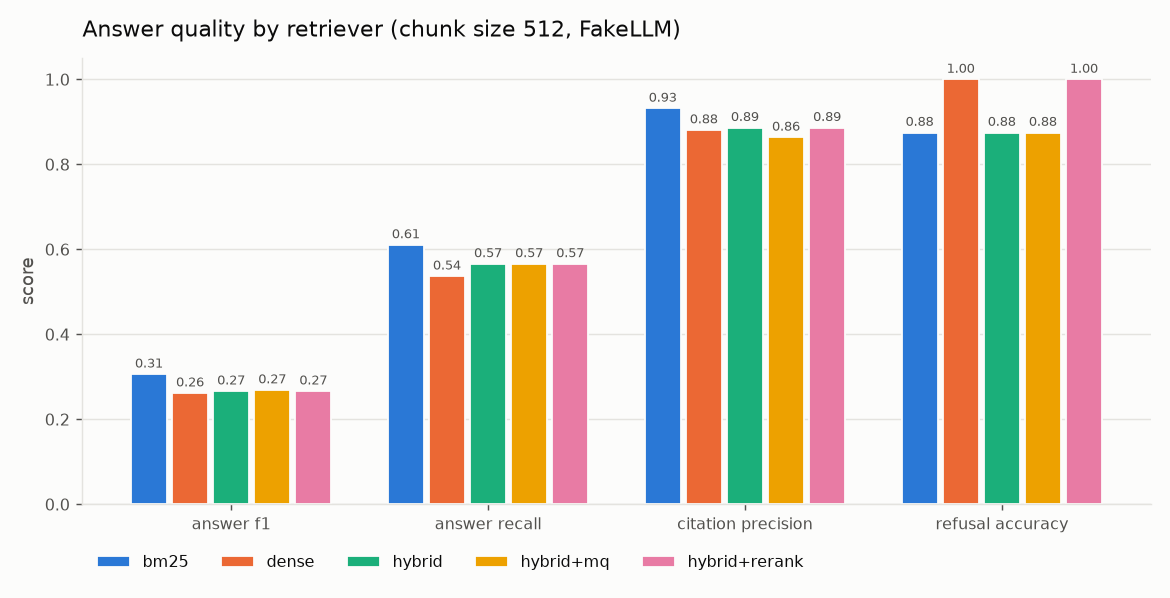 Answer quality by retriever (chunk size 512, FakeLLM)
score
1.0
0.8
0.6
0.4
0.2
0.0
0.31
0.26
0.27
0.27
0.27
0.61
0.54
0.57
0.57
0.57
0.93
0.88
0.89
0.86
0.89
0.88
1.00
0.88
0.88
1.00
answer f1
answer recall
citation precision
refusal accuracy
bm25
dense
hybrid
hybrid+mq
hybrid+rerank